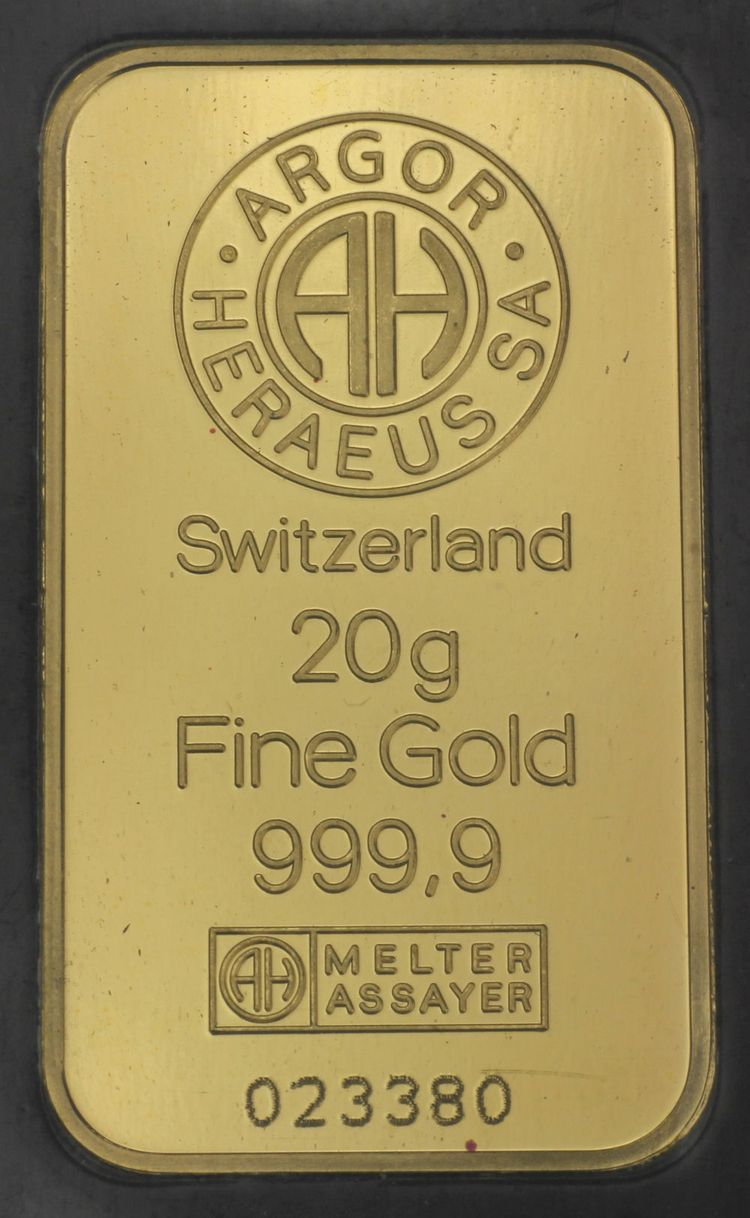 ARGOR
HERAEUS SA
AH
Switzerland
20g
Fine Gold
999,9
AH
MELTER
ASSAYER
023380